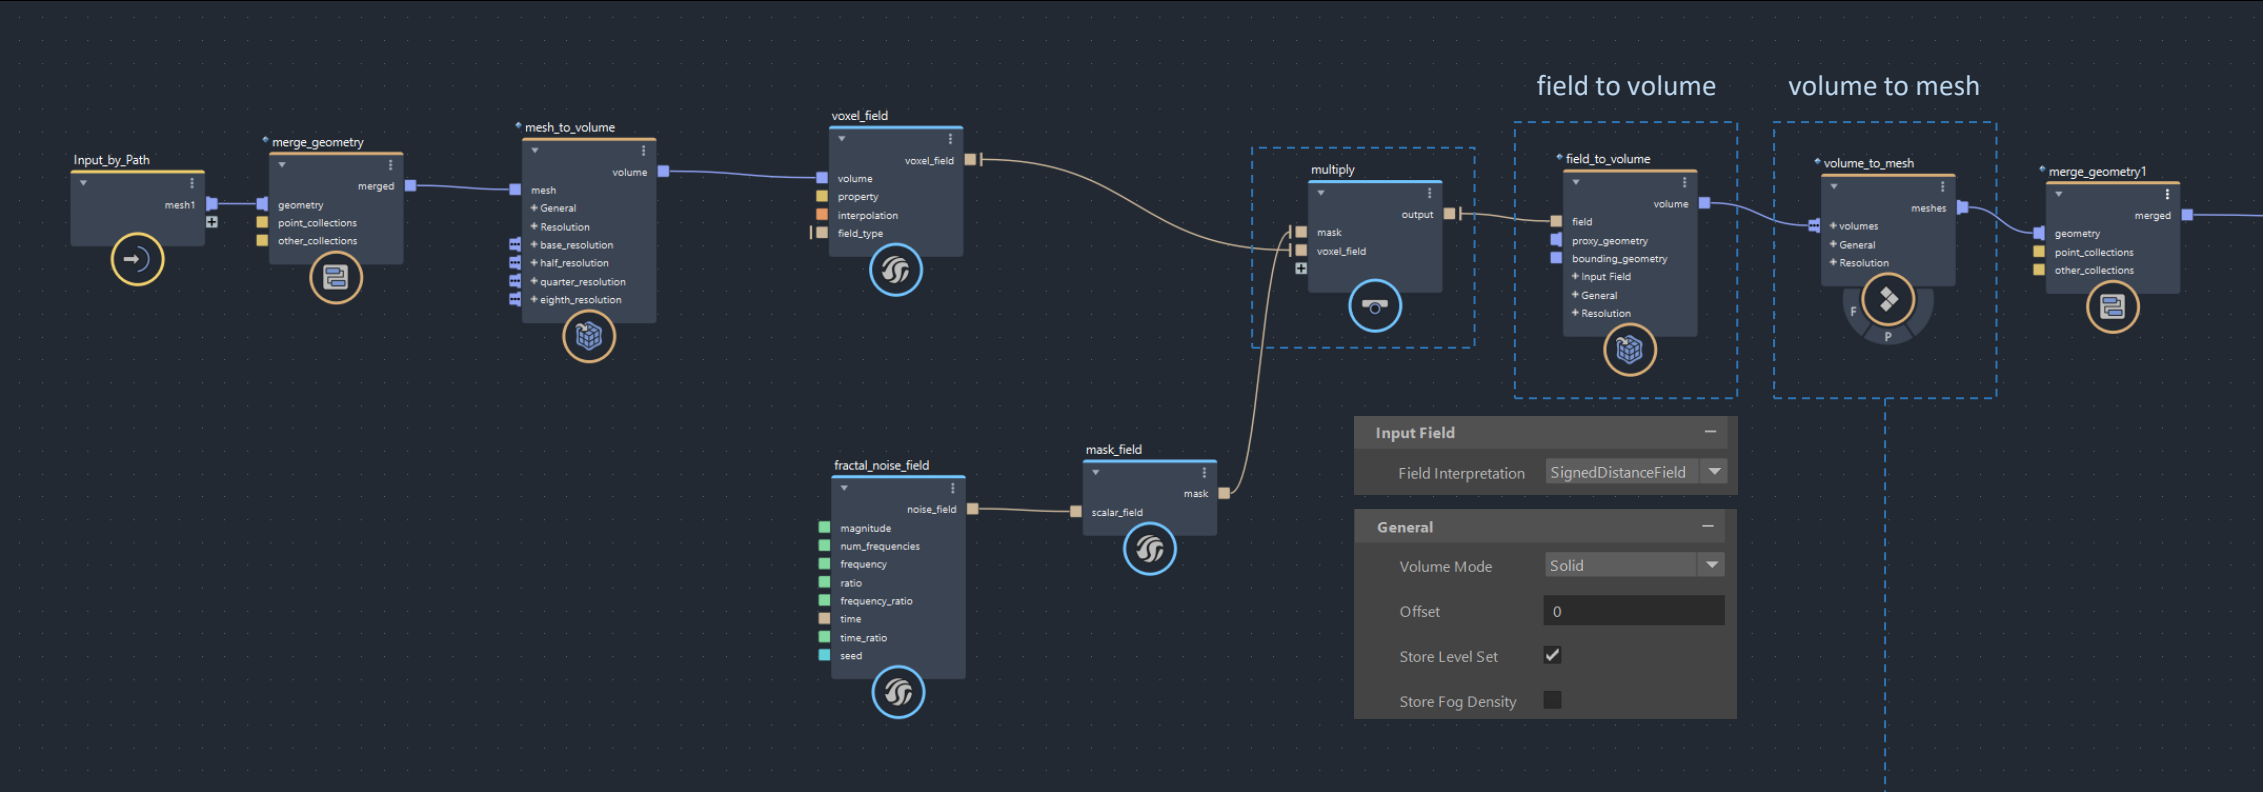 field to volume
volume to mesh
Input_by_Path
mesh1
merge_geometry
merged
geometry
point_collections
other_collections
mesh_to_volume
volume
mesh
+ General
+ Resolution
+ base_resolution
+ half_resolution
+ quarter_resolution
+ eighth_resolution
voxel_field
voxel_field
volume
property
interpolation
field_type
fractal_noise_field
noise_field
magnitude
num_frequencies
frequency
ratio
frequency_ratio
time
time_ratio
seed
mask_field
mask
scalar_field
multiply
output
mask
voxel_field
field_to_volume
volume
field
proxy_geometry
bounding_geometry
+ Input Field
+ General
+ Resolution
volume_to_mesh
meshes
+ volumes
+ General
+ Resolution
F
P
merge_geometry1
merged
geometry
point_collections
other_collections
Input Field
Field Interpretation SignedDistanceField
General
Volume Mode Solid
Offset 0
Store Level Set
Store Fog Density